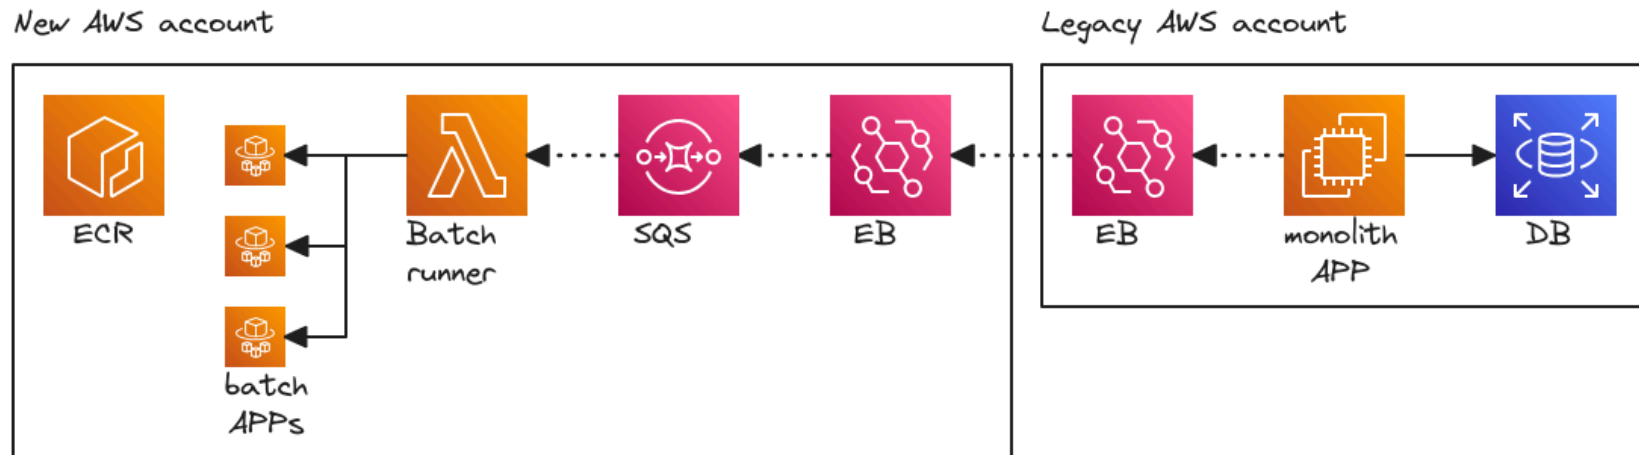 New AWS account
Legacy AWS account
ECR
Batch
runner
SQS
EB
EB
monolith
APP
DB
batch
APPs